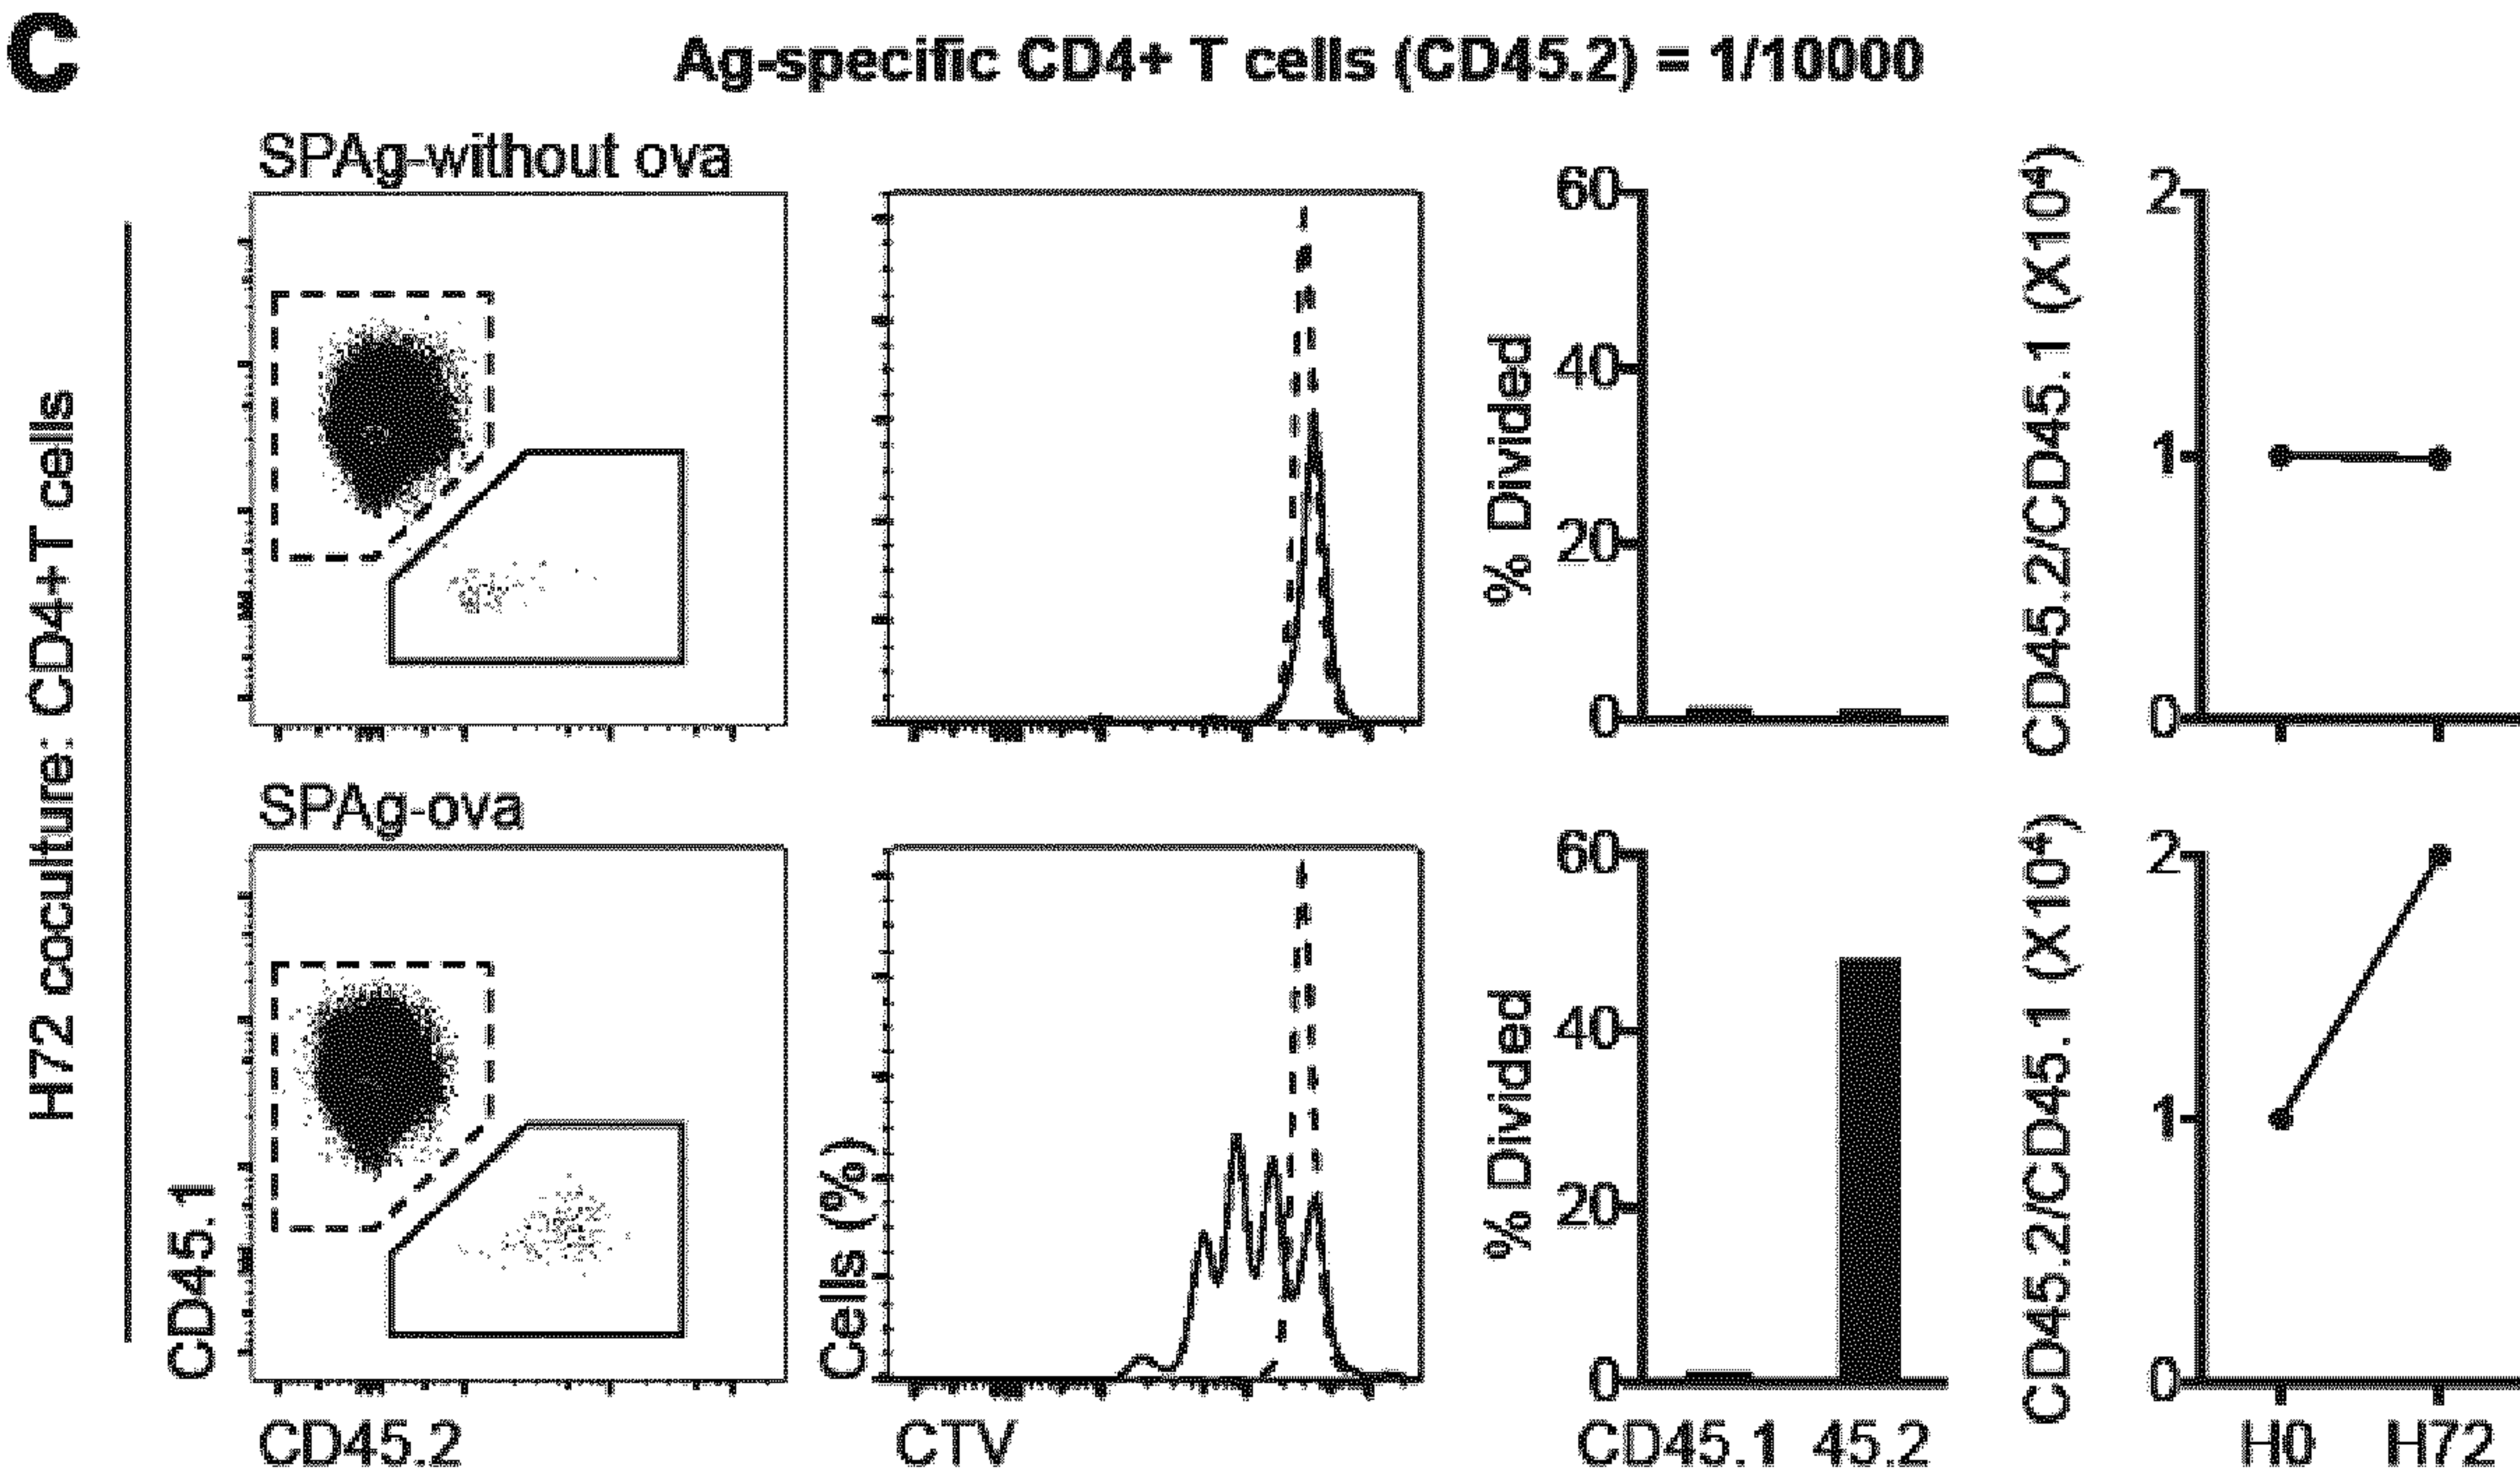 C
Ag-specific CD4+ T cells (CD45.2) = 1/10000
H72 coculture: CD4+T cells
SPAg-without ova
% Divided
60
40
20
0
CD45.2/CD45.1 (X10⁴)
2
1
0
SPAg-ova
CD45.1
CD45.2
Cells (%)
CTV
% Divided
60
40
20
0
CD45.1 45.2
CD45.2/CD45.1 (X10⁴)
2
1
0
H0 H72